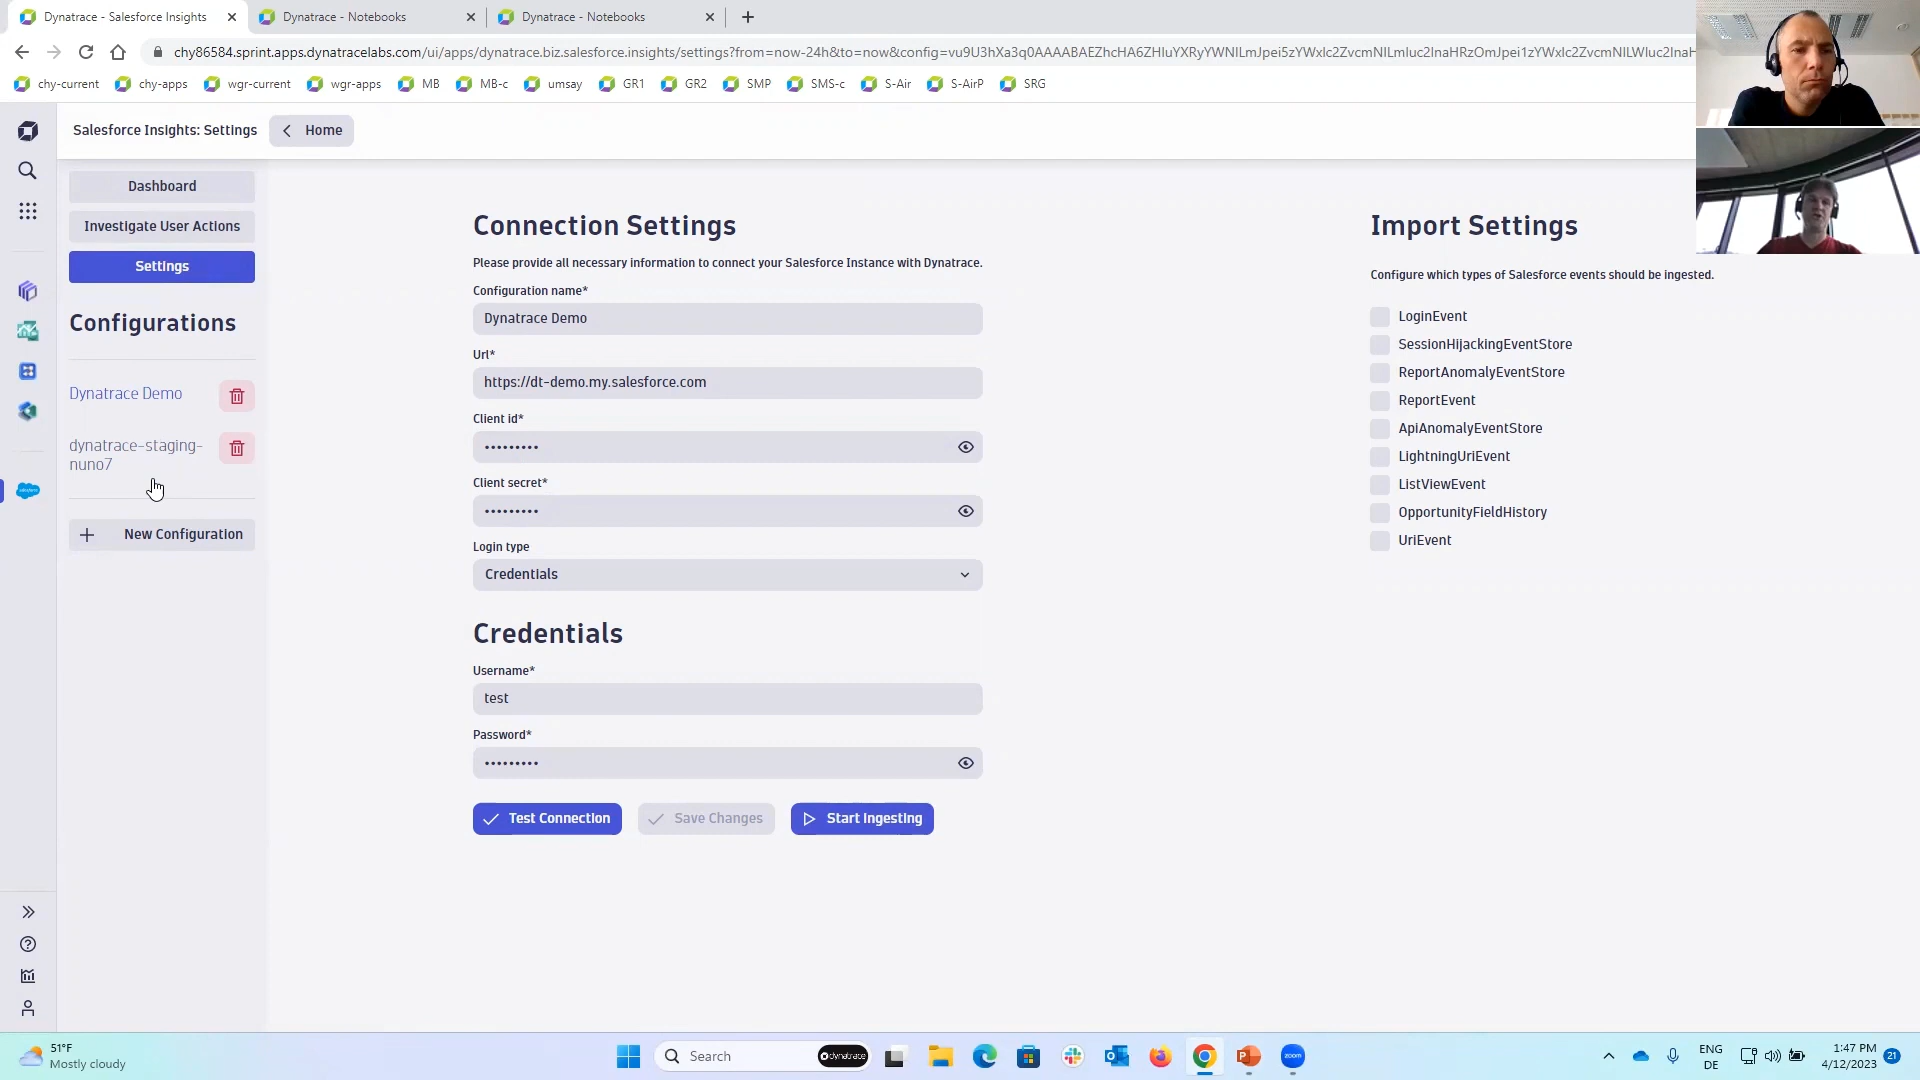 Dynatrace - Salesforce Insights
Dynatrace - Notebooks
Dynatrace - Notebooks
chy86584.sprint.apps.dynatracelabs.com/ui/apps/dynatrace.biz.salesforce.insights/settings?from=now-24h&to=now&config=
chy-current
chy-apps
wgr-current
wgr-apps
MB
MB-c
umsay
GR1
GR2
SMP
SMS-c
S-Air
S-AirP
SRG
Salesforce Insights: Settings
Home
Dashboard
Investigate User Actions
Settings
Configurations
Dynatrace Demo
dynatrace-staging-
nuno7
New Configuration
Connection Settings
Please provide all necessary information to connect your Salesforce Instance with Dynatrace.
Configuration name*
Dynatrace Demo
Url*
https://dt-demo.my.salesforce.com
Client id*
•••••••••
Client secret*
•••••••••
Login type
Credentials
Credentials
Username*
test
Password*
•••••••••
Test Connection
Save Changes
Start Ingesting
Import Settings
Configure which types of Salesforce events should be ingested.
LoginEvent
SessionHijackingEventStore
ReportAnomalyEventStore
ReportEvent
ApiAnomalyEventStore
LightningUriEvent
ListViewEvent
OpportunityFieldHistory
UriEvent
51°F
Mostly cloudy
Search
dynatrace
zoom
ENG
DE
1:47 PM
4/12/2023
21